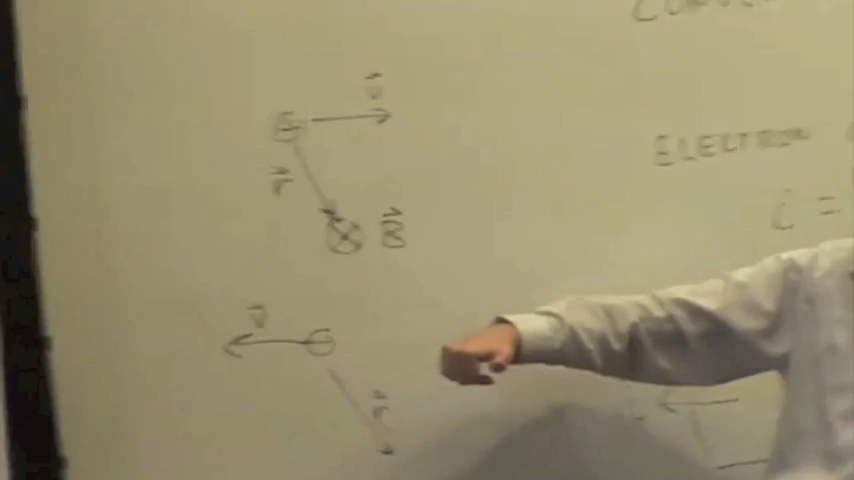 v⃗
r⃗
B⃗
v⃗
r⃗
ELECTRON
i =